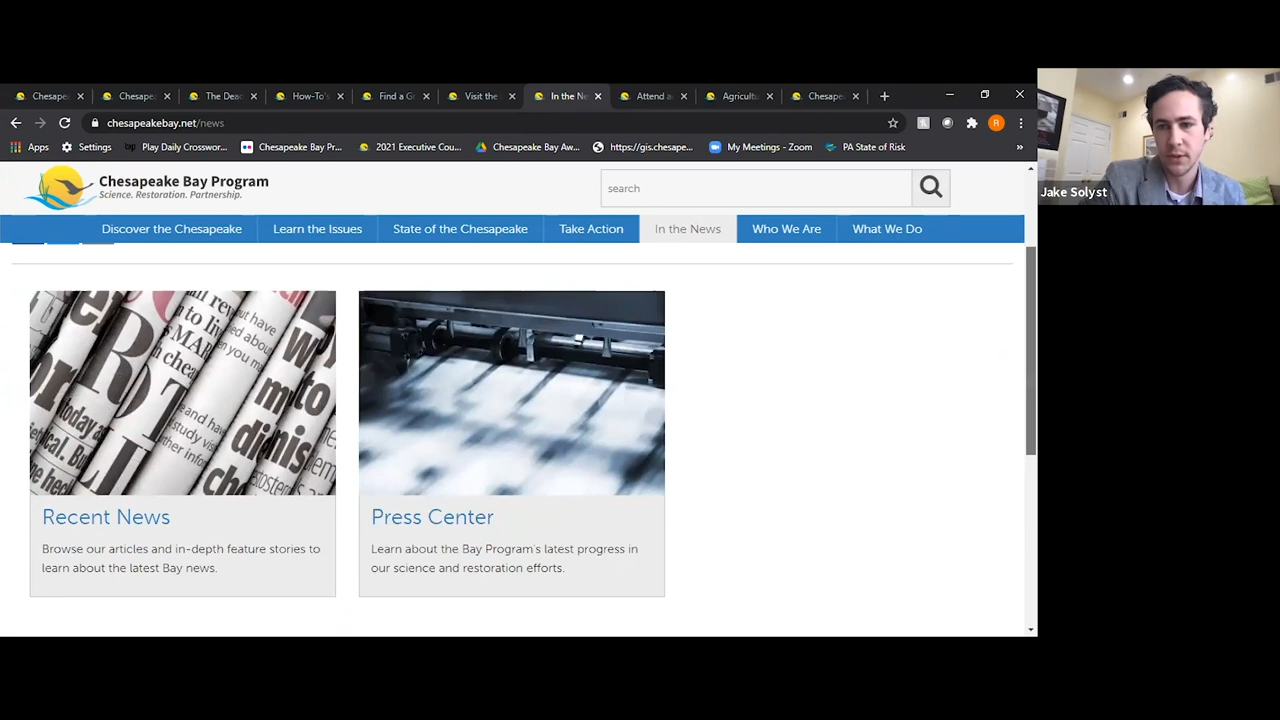 Chesape
Chesape
The Dea
How-To's
Find a G
Visit the
In the Ne
Attend a
Agricult
Chesape
chesapeakebay.net/news
Apps
Settings
Play Daily Crosswor...
Chesapeake Bay Pr...
2021 Executive Cou...
Chesapeake Bay Aw...
https://gis.chesape...
My Meetings - Zoom
PA State of Risk
»
R
Chesapeake Bay Program
Science. Restoration. Partnership.
search
Discover the Chesapeake
Learn the Issues
State of the Chesapeake
Take Action
In the News
Who We Are
What We Do
Jake Solyst
Recent News
Browse our articles and in-depth feature stories to
learn about the latest Bay news.
Press Center
Learn about the Bay Program's latest progress in
our science and restoration efforts.